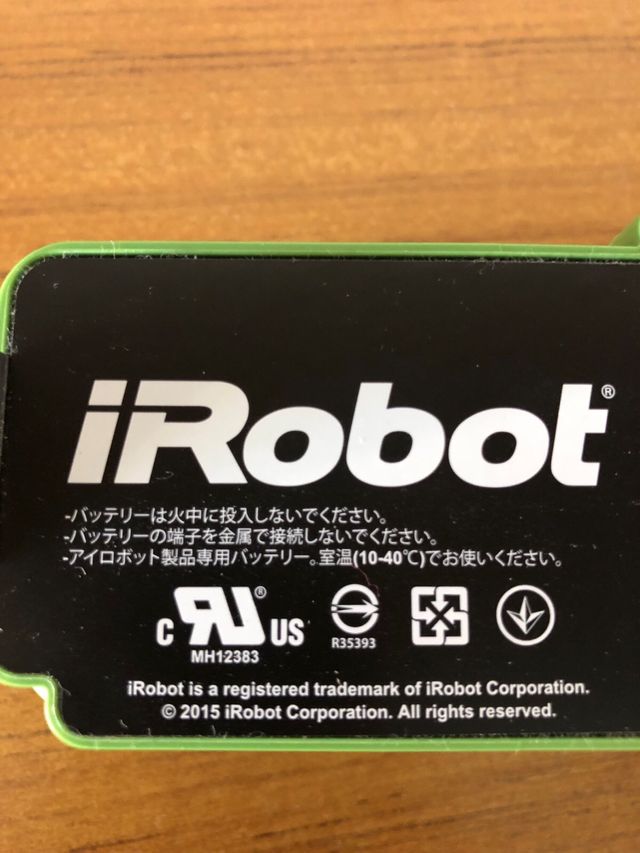 iRobot®
-バッテリーは火中に投入しないでください。
-バッテリーの端子を金属で接続しないでください。
-アイロボット製品専用バッテリー。室温(10-40℃)でお使いください。
C RU® US
MH12383
R35393
iRobot is a registered trademark of iRobot Corporation.
© 2015 iRobot Corporation. All rights reserved.